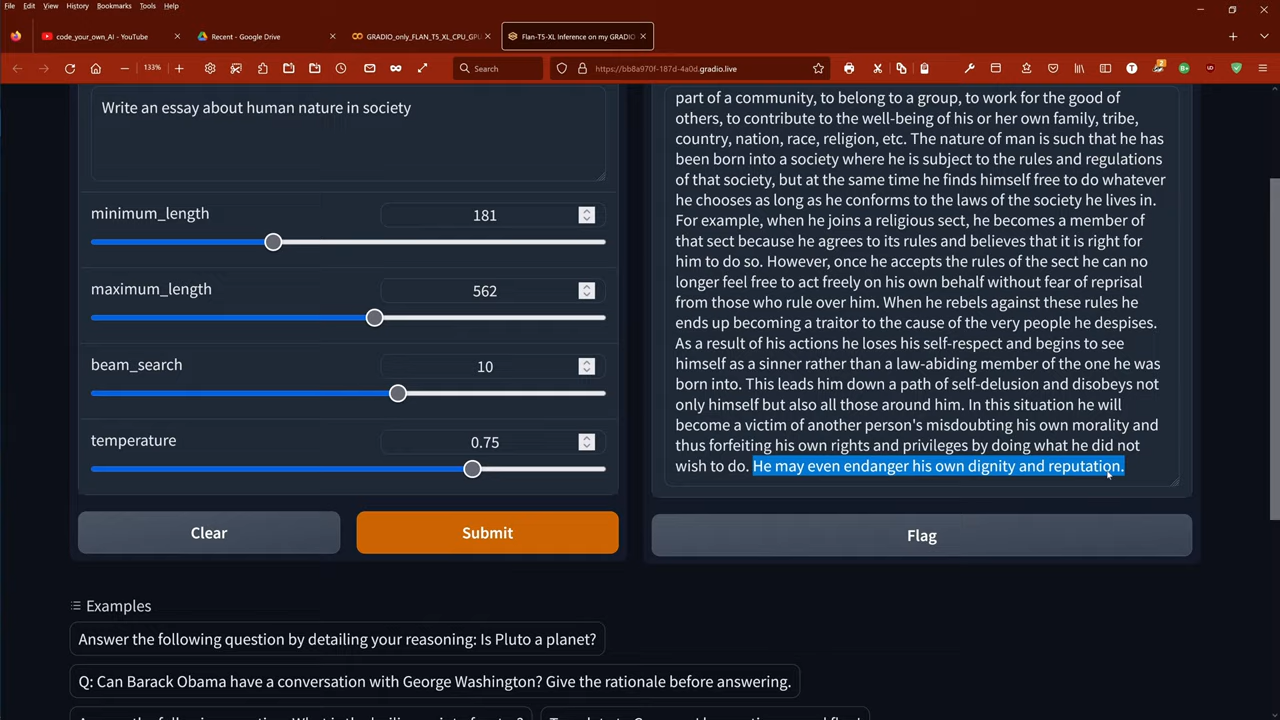 File Edit View History Bookmarks Tools Help
code_your_own_AI - YouTube
Recent - Google Drive
GRADIO_only_FLAN_T5_XL_CPU_GPU
Flan-T5-XL Inference on my GRADIO
133%
Search
https://bb8a970f-187d-4a0d.gradio.live
Write an essay about human nature in society
minimum_length
181
maximum_length
562
beam_search
10
temperature
0.75
Clear
Submit
part of a community, to belong to a group, to work for the good of
others, to contribute to the well-being of his or her own family, tribe,
country, nation, race, religion, etc. The nature of man is such that he has
been born into a society where he is subject to the rules and regulations
of that society, but at the same time he finds himself free to do whatever
he chooses as long as he conforms to the laws of the society he lives in.
For example, when he joins a religious sect, he becomes a member of
that sect because he agrees to its rules and believes that it is right for
him to do so. However, once he accepts the rules of the sect he can no
longer feel free to act freely on his own behalf without fear of reprisal
from those who rule over him. When he rebels against these rules he
ends up becoming a traitor to the cause of the very people he despises.
As a result of his actions he loses his self-respect and begins to see
himself as a sinner rather than a law-abiding member of the one he was
born into. This leads him down a path of self-delusion and disobeys not
only himself but also all those around him. In this situation he will
become a victim of another person's misdoubting his own morality and
thus forfeiting his own rights and privileges by doing what he did not
wish to do. He may even endanger his own dignity and reputation.
Flag
Examples
Answer the following question by detailing your reasoning: Is Pluto a planet?
Q: Can Barack Obama have a conversation with George Washington? Give the rationale before answering.